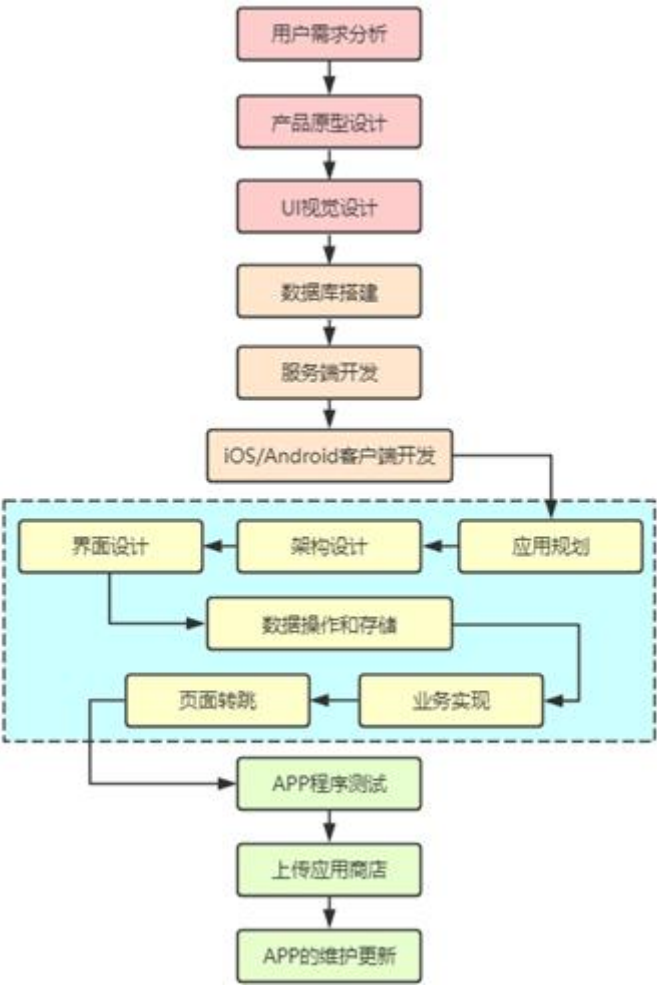 用户需求分析
产品原型设计
UI视觉设计
数据库搭建
服务端开发
iOS/Android客户端开发
界面设计
架构设计
应用规划
数据操作和存储
页面转跳
业务实现
APP程序测试
上传应用商店
APP的维护更新